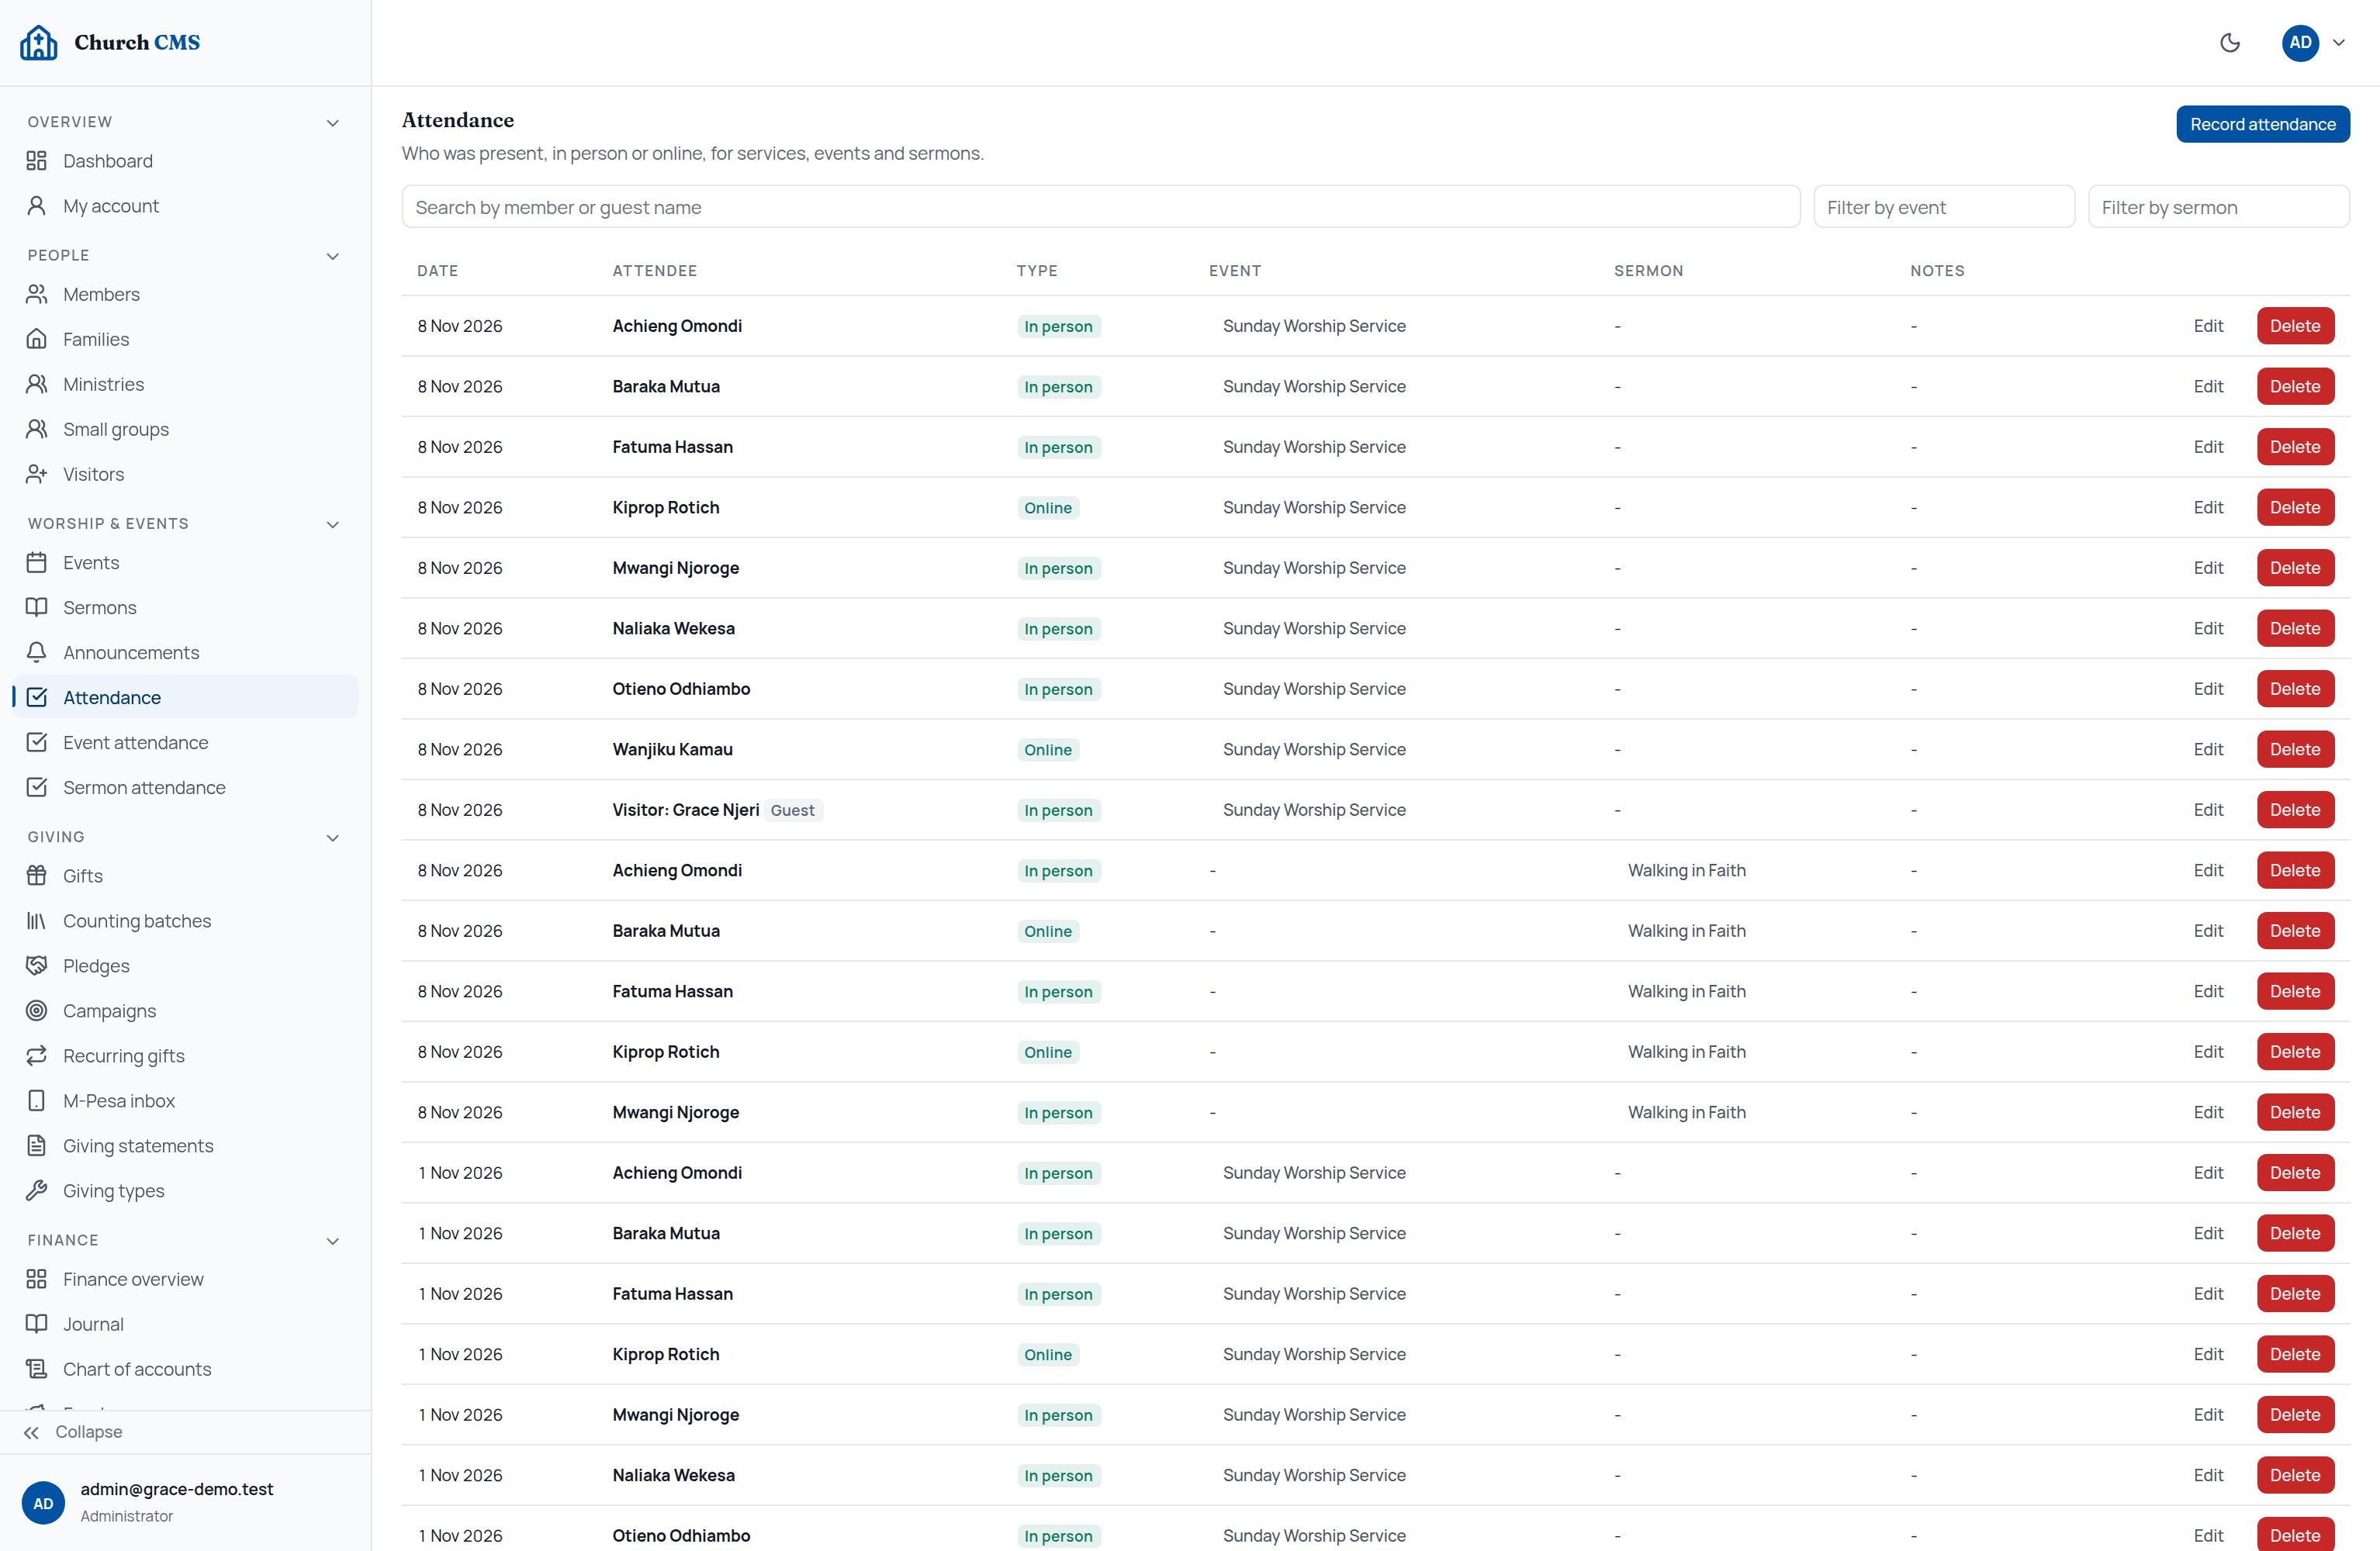 Church CMS
AD
OVERVIEW
Dashboard
My account
PEOPLE
Members
Families
Ministries
Small groups
Visitors
WORSHIP & EVENTS
Events
Sermons
Announcements
Attendance
Event attendance
Sermon attendance
GIVING
Gifts
Counting batches
Pledges
Campaigns
Recurring gifts
M-Pesa inbox
Giving statements
Giving types
FINANCE
Finance overview
Journal
Chart of accounts
Collapse
AD
admin@grace-demo.test
Administrator
Attendance
Record attendance
Who was present, in person or online, for services, events and sermons.
Search by member or guest name Filter by event Filter by sermon
DATE ATTENDEE TYPE EVENT SERMON NOTES
8 Nov 2026 Achieng Omondi In person Sunday Worship Service - - Edit Delete
8 Nov 2026 Baraka Mutua In person Sunday Worship Service - - Edit Delete
8 Nov 2026 Fatuma Hassan In person Sunday Worship Service - - Edit Delete
8 Nov 2026 Kiprop Rotich Online Sunday Worship Service - - Edit Delete
8 Nov 2026 Mwangi Njoroge In person Sunday Worship Service - - Edit Delete
8 Nov 2026 Naliaka Wekesa In person Sunday Worship Service - - Edit Delete
8 Nov 2026 Otieno Odhiambo In person Sunday Worship Service - - Edit Delete
8 Nov 2026 Wanjiku Kamau Online Sunday Worship Service - - Edit Delete
8 Nov 2026 Visitor: Grace Njeri Guest In person Sunday Worship Service - - Edit Delete
8 Nov 2026 Achieng Omondi In person - Walking in Faith - Edit Delete
8 Nov 2026 Baraka Mutua Online - Walking in Faith - Edit Delete
8 Nov 2026 Fatuma Hassan In person - Walking in Faith - Edit Delete
8 Nov 2026 Kiprop Rotich Online - Walking in Faith - Edit Delete
8 Nov 2026 Mwangi Njoroge In person - Walking in Faith - Edit Delete
1 Nov 2026 Achieng Omondi In person Sunday Worship Service - - Edit Delete
1 Nov 2026 Baraka Mutua In person Sunday Worship Service - - Edit Delete
1 Nov 2026 Fatuma Hassan In person Sunday Worship Service - - Edit Delete
1 Nov 2026 Kiprop Rotich Online Sunday Worship Service - - Edit Delete
1 Nov 2026 Mwangi Njoroge In person Sunday Worship Service - - Edit Delete
1 Nov 2026 Naliaka Wekesa In person Sunday Worship Service - - Edit Delete
1 Nov 2026 Otieno Odhiambo In person Sunday Worship Service - - Edit Delete